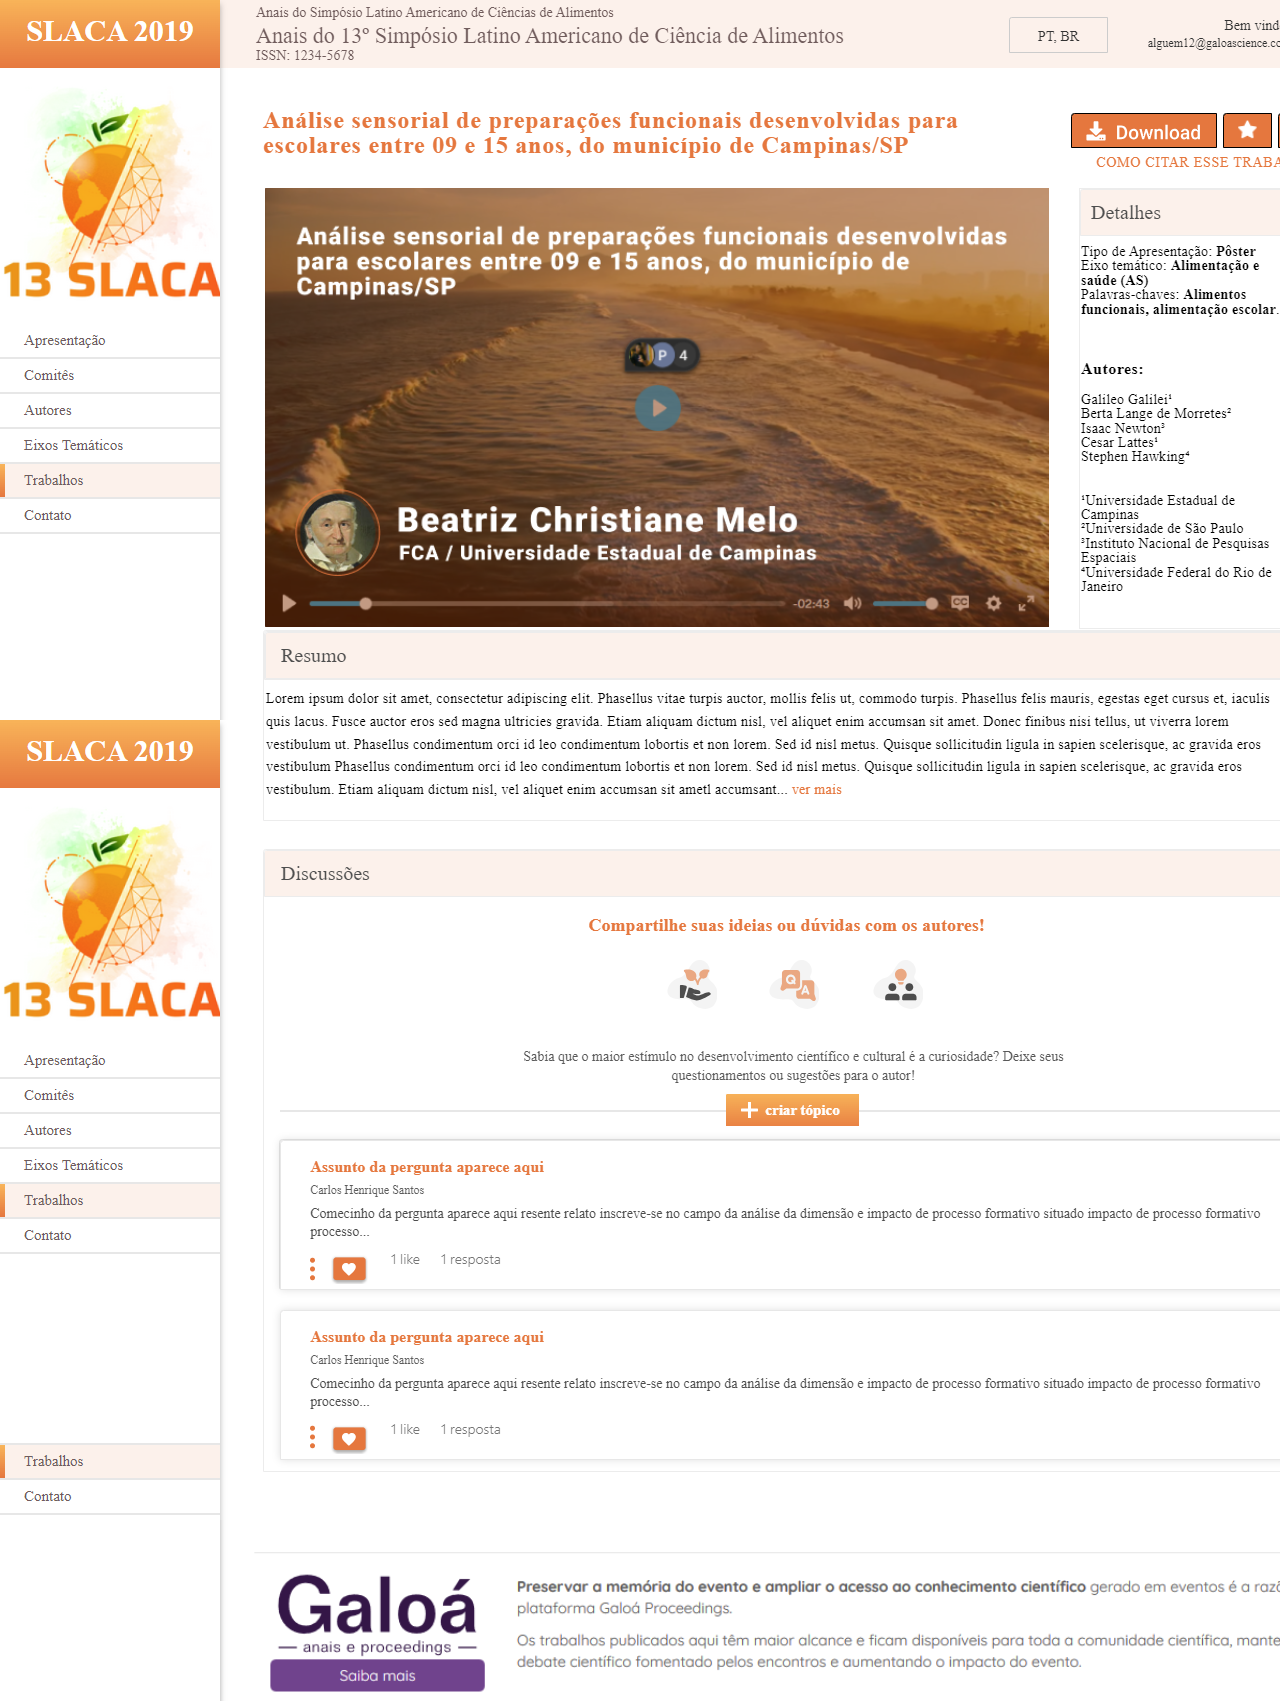 SLACA 2019
Anais do Simpósio Latino Americano de Ciências de Alimentos
Anais do 13º Simpósio Latino Americano de Ciência de Alimentos
ISSN: 1234-5678
PT, BR
Bem vind
alguem12@galoascience.co
13 SLACA
Apresentação
Comitês
Autores
Eixos Temáticos
Trabalhos
Contato
Análise sensorial de preparações funcionais desenvolvidas para
escolares entre 09 e 15 anos, do município de Campinas/SP
Download
COMO CITAR ESSE TRABA
Análise sensorial de preparações funcionais desenvolvidas
para escolares entre 09 e 15 anos, do município de
Campinas/SP
P 4
Beatriz Christiane Melo
FCA / Universidade Estadual de Campinas
-02:43
CC
Detalhes
Tipo de Apresentação: Pôster
Eixo temático: Alimentação e
saúde (AS)
Palavras-chaves: Alimentos
funcionais, alimentação escolar.
Autores:
Galileo Galilei¹
Berta Lange de Morretes²
Isaac Newton³
Cesar Lattes¹
Stephen Hawking⁴
¹Universidade Estadual de
Campinas
²Universidade de São Paulo
³Instituto Nacional de Pesquisas
Espaciais
⁴Universidade Federal do Rio de
Janeiro
Resumo
Lorem ipsum dolor sit amet, consectetur adipiscing elit. Phasellus vitae turpis auctor, mollis felis ut, commodo turpis. Phasellus felis mauris, egestas eget cursus et, iaculis
quis lacus. Fusce auctor eros sed magna ultricies gravida. Etiam aliquam dictum nisl, vel aliquet enim accumsan sit amet. Donec finibus nisi tellus, ut viverra lorem
vestibulum ut. Phasellus condimentum orci id leo condimentum lobortis et non lorem. Sed id nisl metus. Quisque sollicitudin ligula in sapien scelerisque, ac gravida eros
vestibulum Phasellus condimentum orci id leo condimentum lobortis et non lorem. Sed id nisl metus. Quisque sollicitudin ligula in sapien scelerisque, ac gravida eros
vestibulum. Etiam aliquam dictum nisl, vel aliquet enim accumsan sit ametl accumsant... ver mais
SLACA 2019
13 SLACA
Apresentação
Comitês
Autores
Eixos Temáticos
Trabalhos
Contato
Discussões
Compartilhe suas ideias ou dúvidas com os autores!
Q A
Sabia que o maior estímulo no desenvolvimento científico e cultural é a curiosidade? Deixe seus
questionamentos ou sugestões para o autor!
criar tópico
Assunto da pergunta aparece aqui
Carlos Henrique Santos
Comecinho da pergunta aparece aqui resente relato inscreve-se no campo da análise da dimensão e impacto de processo formativo situado impacto de processo formativo
processo...
1 like 1 resposta
Assunto da pergunta aparece aqui
Carlos Henrique Santos
Comecinho da pergunta aparece aqui resente relato inscreve-se no campo da análise da dimensão e impacto de processo formativo situado impacto de processo formativo
processo...
1 like 1 resposta
Trabalhos
Contato
Galoá
anais e proceedings
Saiba mais
Preservar a memória do evento e ampliar o acesso ao conhecimento científico gerado em eventos é a razã
plataforma Galoá Proceedings.
Os trabalhos publicados aqui têm maior alcance e ficam disponíveis para toda a comunidade científica, mante
debate científico fomentado pelos encontros e aumentando o impacto do evento.